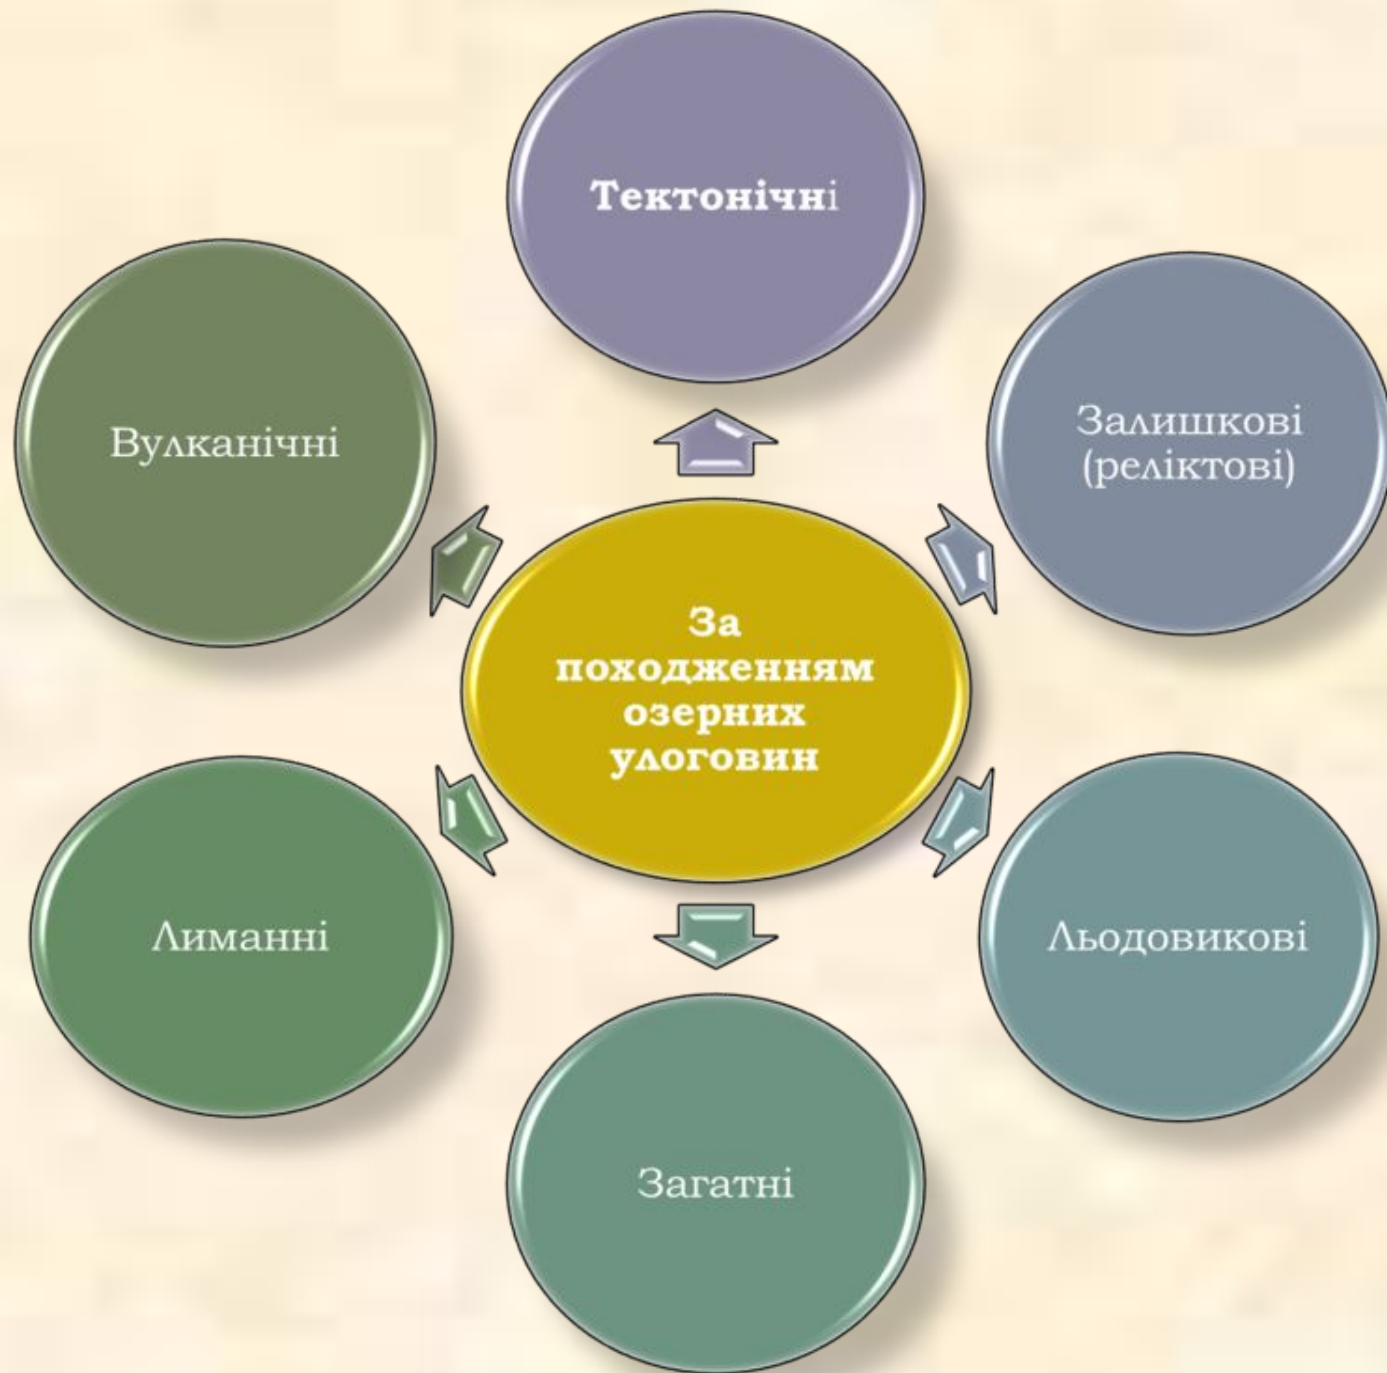 Тектонічні
Вулканічні
Залишкові
(реліктові)
За
походженням
озерних
улоговин
Лиманні
Льодовикові
Загатні